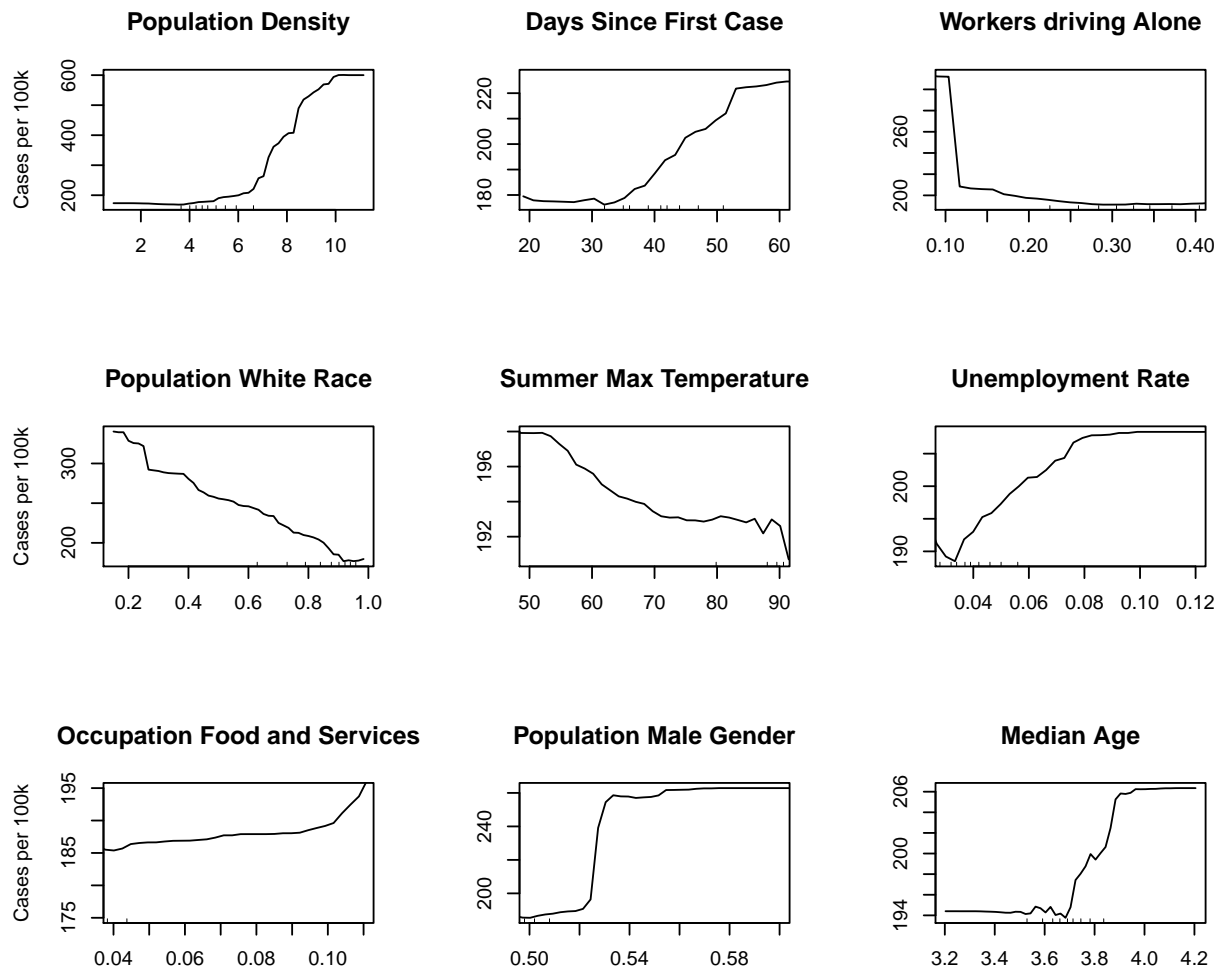 Population Density
Days Since First Case
Workers driving Alone
Cases per 100k
200 400 600
180 200 220
200 260
2 4 6 8 10
20 30 40 50 60
0.10 0.20 0.30 0.40
Population White Race
Summer Max Temperature
Unemployment Rate
Cases per 100k
200 300
192 196
190 200
0.2 0.4 0.6 0.8 1.0
50 60 70 80 90
0.04 0.06 0.08 0.10 0.12
Occupation Food and Services
Population Male Gender
Median Age
Cases per 100k
175 185 195
200 240
194 200 206
0.04 0.06 0.08 0.10
0.50 0.54 0.58
3.2 3.4 3.6 3.8 4.0 4.2